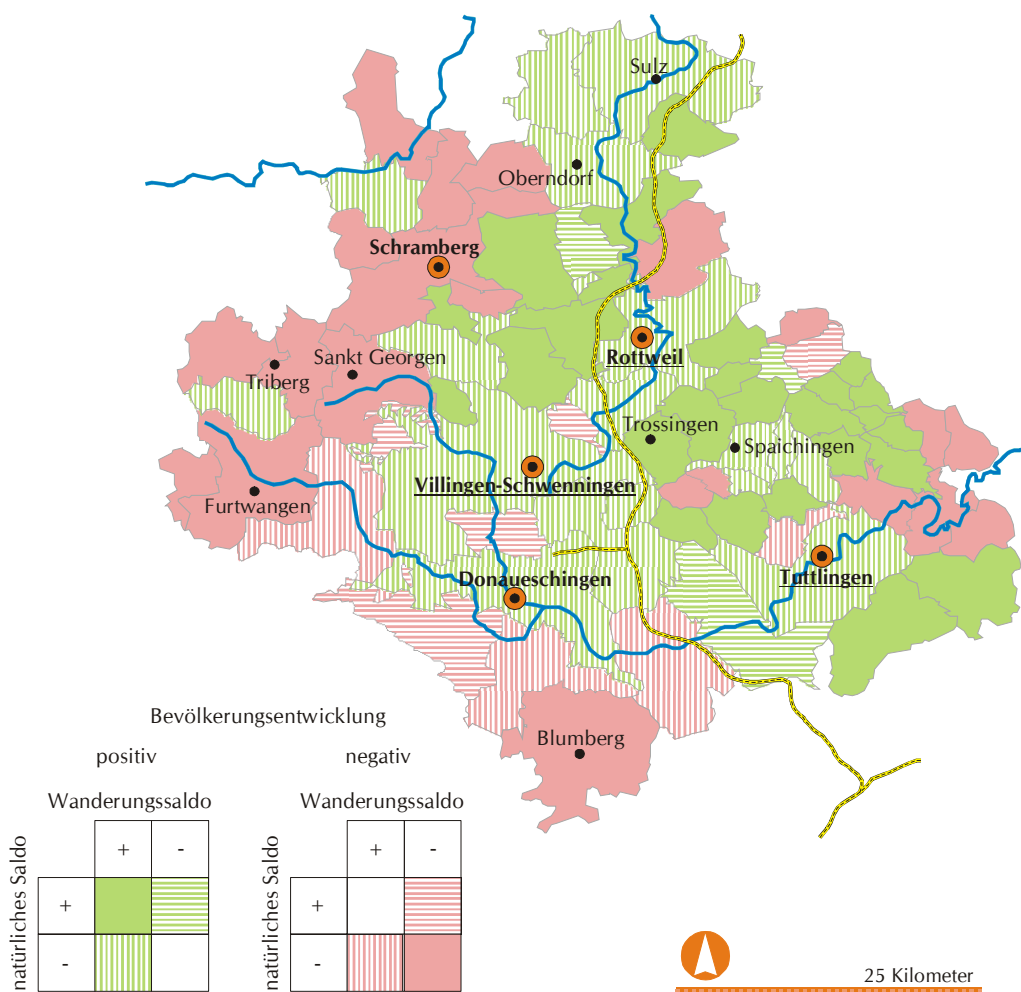 Sulz
Oberndorf
Schramberg
Rottweil
Sankt Georgen
Triberg
Trossingen
Spaichingen
Villingen-Schwenningen
Furtwangen
Tuttlingen
Donaueschingen
Blumberg
Bevölkerungsentwicklung
positiv
negativ
Wanderungssaldo
Wanderungssaldo
natürliches Saldo
+ -
+
-
natürliches Saldo
+ -
+
-
25 Kilometer